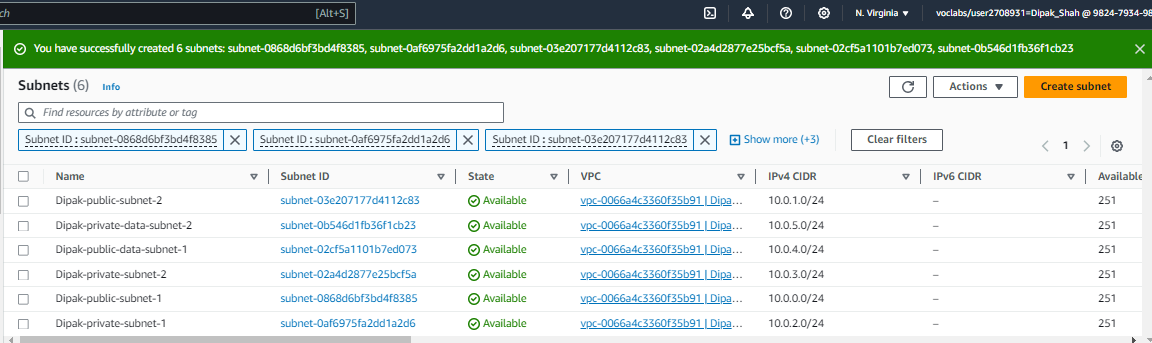 ch [Alt+S] N. Virginia ▼ voclabs/user2708931=Dipak_Shah @ 9824-7934-98
You have successfully created 6 subnets: subnet-0868d6bf3bd4f8385, subnet-0af6975fa2dd1a2d6, subnet-03e207177d4112c83, subnet-02a4d2877e25bcf5a, subnet-02cf5a1101b7ed073, subnet-0b546d1fb36f1cb23
Subnets (6) Info Actions ▼ Create subnet
Find resources by attribute or tag
Subnet ID : subnet-0868d6bf3bd4f8385 Subnet ID : subnet-0af6975fa2dd1a2d6 Subnet ID : subnet-03e207177d4112c83 Show more (+3) Clear filters
1
Name Subnet ID State VPC IPv4 CIDR IPv6 CIDR Available
Dipak-public-subnet-2 subnet-03e207177d4112c83 Available vpc-0066a4c3360f35b91 | Dipa… 10.0.1.0/24 – 251
Dipak-private-data-subnet-2 subnet-0b546d1fb36f1cb23 Available vpc-0066a4c3360f35b91 | Dipa… 10.0.5.0/24 – 251
Dipak-public-data-subnet-1 subnet-02cf5a1101b7ed073 Available vpc-0066a4c3360f35b91 | Dipa… 10.0.4.0/24 – 251
Dipak-private-subnet-2 subnet-02a4d2877e25bcf5a Available vpc-0066a4c3360f35b91 | Dipa… 10.0.3.0/24 – 251
Dipak-public-subnet-1 subnet-0868d6bf3bd4f8385 Available vpc-0066a4c3360f35b91 | Dipa… 10.0.0.0/24 – 251
Dipak-private-subnet-1 subnet-0af6975fa2dd1a2d6 Available vpc-0066a4c3360f35b91 | Dipa… 10.0.2.0/24 – 251